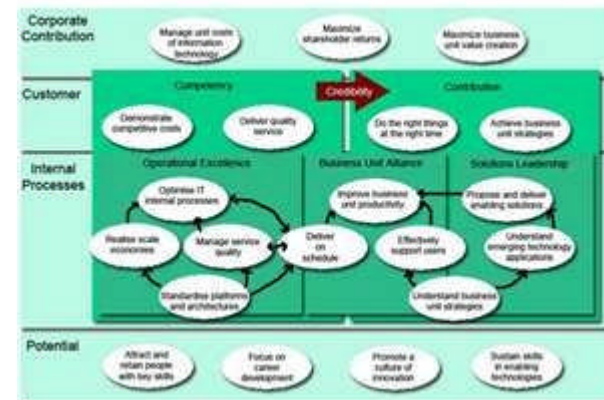 Corporate
Contribution
Manage unit costs
of information
technology
Maximize
shareholder returns
Maximize business
unit value creation
Customer
Competency
Credibility
Contribution
Demonstrate
competitive costs
Deliver quality
service
Do the right things
at the right time
Achieve business
unit strategies
Internal
Processes
Operational Excellence
Business Unit Alliance
Solutions Leadership
Optimise IT
internal processes
Improve business
unit productivity
Propose and deliver
enabling solutions
Realise scale
economies
Manage service
quality
Deliver
on
schedule
Effectively
support users
Understand
emerging technology
applications
Standardise platforms
and architectures
Understand business
unit strategies
Potential
Attract and
retain people
with key skills
Focus on
career
development
Promote a
culture of
innovation
Sustain skills
in enabling
technologies